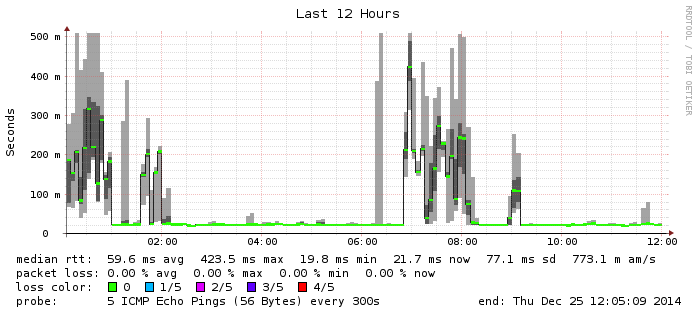 Last 12 Hours
RRDTOOL / TOBI OETIKER
Seconds
500 m
400 m
300 m
200 m
100 m
0
02:00 04:00 06:00 08:00 10:00 12:00
median rtt: 59.6 ms avg 423.5 ms max 19.8 ms min 21.7 ms now 77.1 ms sd 773.1 m am/s
packet loss: 0.00 % avg 0.00 % max 0.00 % min 0.00 % now
loss color: 0 1/5 2/5 3/5 4/5
probe: 5 ICMP Echo Pings (56 Bytes) every 300s end: Thu Dec 25 12:05:09 2014